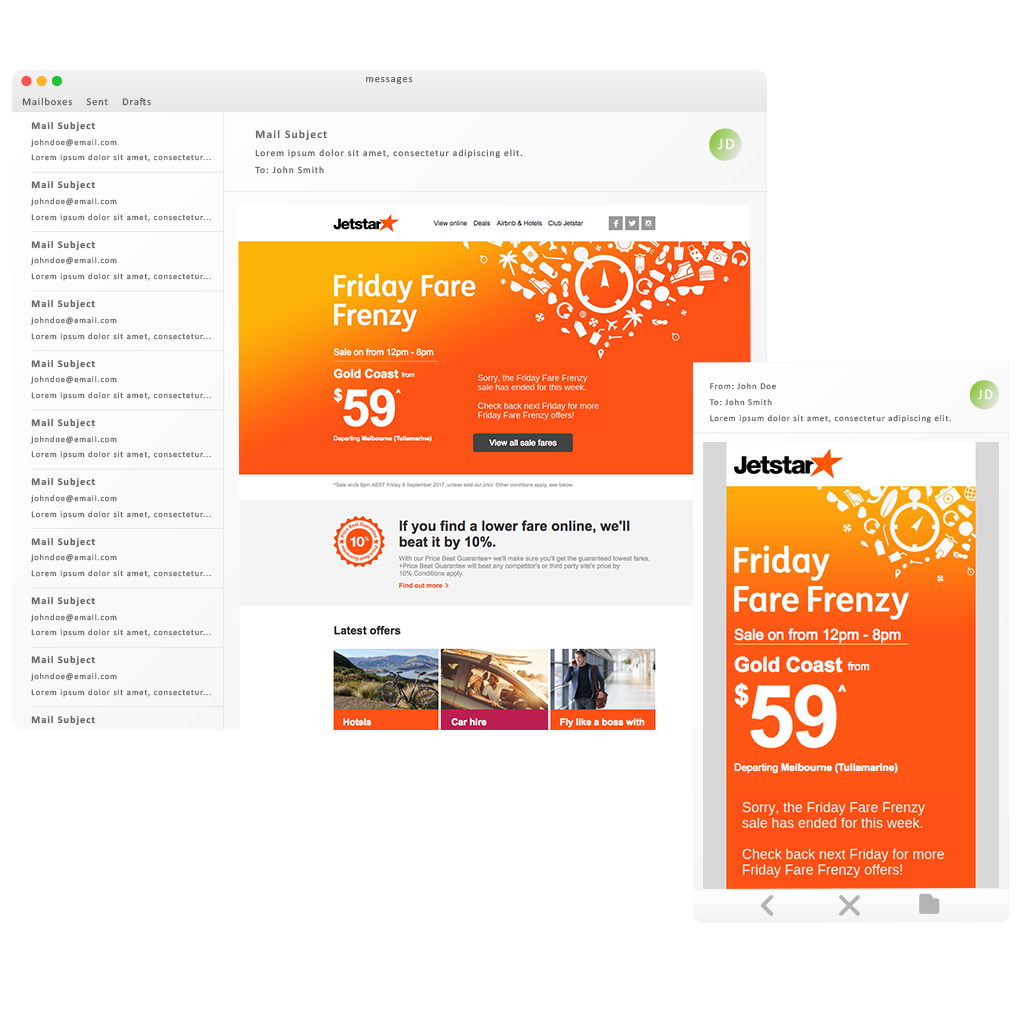 messages
Mailboxes Sent Drafts
Mail Subject
johndoe@email.com
Lorem ipsum dolor sit amet, consectetur...
Mail Subject
johndoe@email.com
Lorem ipsum dolor sit amet, consectetur...
Mail Subject
johndoe@email.com
Lorem ipsum dolor sit amet, consectetur...
Mail Subject
johndoe@email.com
Lorem ipsum dolor sit amet, consectetur...
Mail Subject
johndoe@email.com
Lorem ipsum dolor sit amet, consectetur...
Mail Subject
johndoe@email.com
Lorem ipsum dolor sit amet, consectetur...
Mail Subject
johndoe@email.com
Lorem ipsum dolor sit amet, consectetur...
Mail Subject
johndoe@email.com
Lorem ipsum dolor sit amet, consectetur...
Mail Subject
johndoe@email.com
Lorem ipsum dolor sit amet, consectetur...
Mail Subject
johndoe@email.com
Lorem ipsum dolor sit amet, consectetur...
Mail Subject
Mail Subject
Lorem ipsum dolor sit amet, consectetur adipiscing elit.
To: John Smith
JD
Jetstar
View online Deals Airbnb & Hotels Club Jetstar
Friday Fare
Frenzy
Sale on from 12pm - 8pm
Gold Coast from
$59^
Departing Melbourne (Tullamarine)
Sorry, the Friday Fare Frenzy
sale has ended for this week.
Check back next Friday for more
Friday Fare Frenzy offers!
View all sale fares
^Sale ends 8pm AEST Friday 8 September 2017, unless sold out prior. Other conditions apply, see below.
Price Beat Guarantee
10%
Price Beat Guarantee
If you find a lower fare online, we'll
beat it by 10%.
With our Price Beat Guarantee+ we'll make sure you'll get the guaranteed lowest fares.
+Price Beat Guarantee will beat any competitor's or third party site's price by
10%.Conditions apply.
Find out more >
Latest offers
Hotels
Car hire
Fly like a boss with
From: John Doe
To: John Smith
Lorem ipsum dolor sit amet, consectetur adipiscing elit.
JD
Jetstar
Friday
Fare Frenzy
Sale on from 12pm - 8pm
Gold Coast from
$59^
Departing Melbourne (Tullamarine)
Sorry, the Friday Fare Frenzy
sale has ended for this week.
Check back next Friday for more
Friday Fare Frenzy offers!